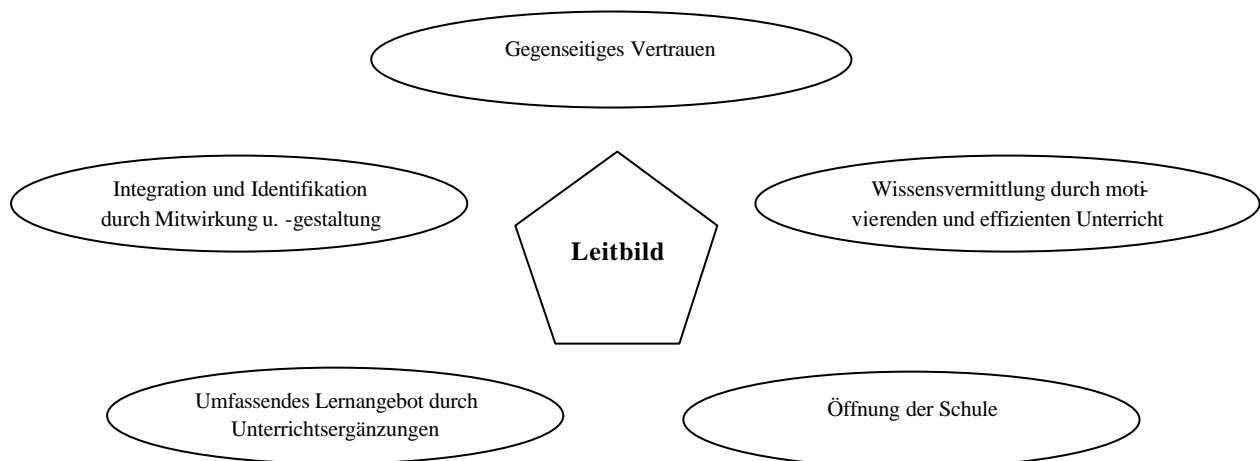 Gegenseitiges Vertrauen
Integration und Identifikation
durch Mitwirkung u. -gestaltung
Wissensvermittlung durch moti-
vierenden und effizienten Unterricht
Leitbild
Umfassendes Lernangebot durch
Unterrichtsergänzungen
Öffnung der Schule